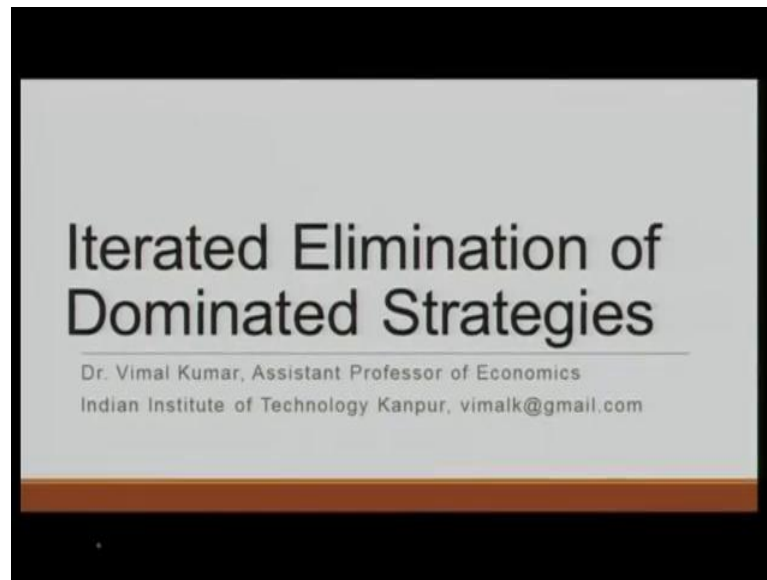 Iterated Elimination of
Dominated Strategies
Dr. Vimal Kumar, Assistant Professor of Economics
Indian Institute of Technology Kanpur, vimalk@gmail.com